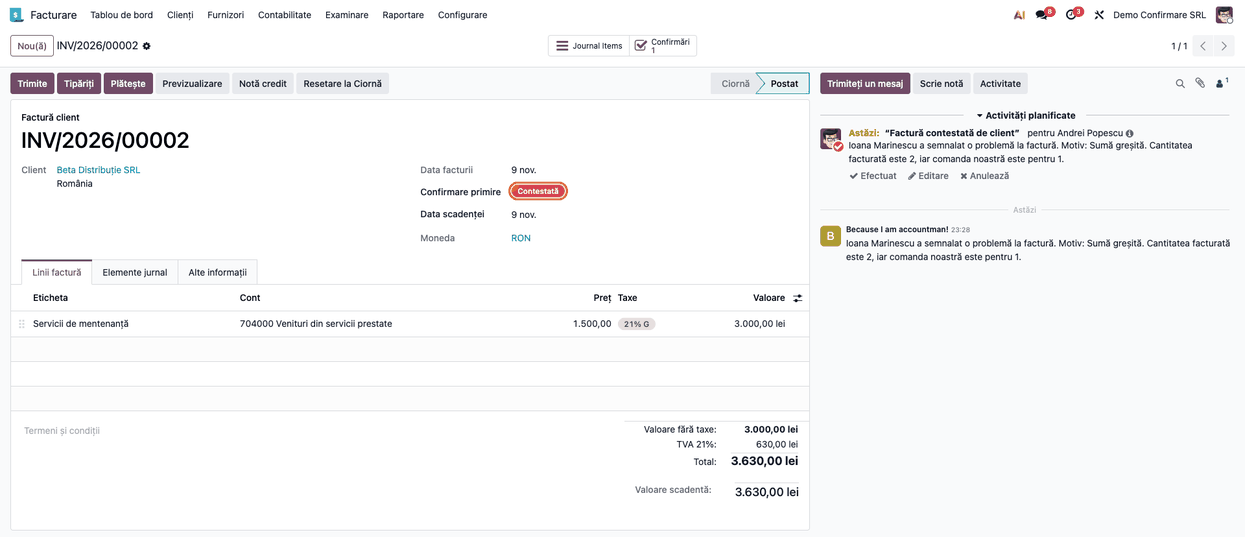 Facturare Tablou de bord Clienți Furnizori Contabilitate Examinare Raportare Configurare AI 8 3 Demo Confirmare SRL
Nou(ă) INV/2026/00002 Journal Items Confirmări 1 1 / 1
Trimite Tipăriți Plătește Previzualizare Notă credit Resetare la Ciornă Ciornă Postat
Trimiteți un mesaj Scrie notă Activitate 1
Factură client
INV/2026/00002
Client Beta Distribuție SRL
România
Data facturii 9 nov.
Confirmare primire Contestată
Data scadenței 9 nov.
Moneda RON
Linii factură Elemente jurnal Alte informații
Eticheta Cont Preț Taxe Valoare
Servicii de mentenanță 704000 Venituri din servicii prestate 1.500,00 21% G 3.000,00 lei
Termeni și condiții
Valoare fără taxe: 3.000,00 lei
TVA 21%: 630,00 lei
Total: 3.630,00 lei
Valoare scadentă: 3.630,00 lei
Activități planificate
Astăzi: “Factură contestată de client” pentru Andrei Popescu
Ioana Marinescu a semnalat o problemă la factură. Motiv: Sumă greșită. Cantitatea
facturată este 2, iar comanda noastră este pentru 1.
Efectuat Editare Anulează
Astăzi
B
Because I am accountman! 23:28
Ioana Marinescu a semnalat o problemă la factură. Motiv: Sumă greșită. Cantitatea facturată
este 2, iar comanda noastră este pentru 1.